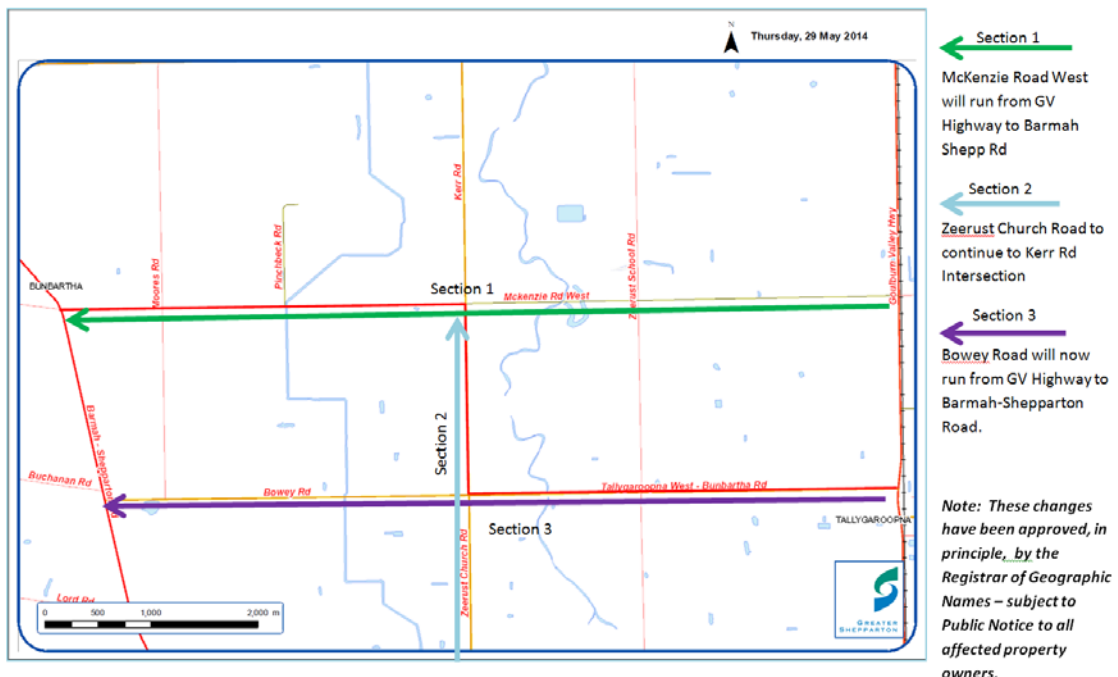 N
Thursday, 29 May 2014
Kerr Rd
Pinchbeck Rd
Moores Rd
Zeerust School Rd
Goulburn Valley Hwy
BUNBARTHA
Section 1
Mckenzie Rd West
Section 2
Barmah - Shepparton
Buchanan Rd
Bowey Rd
Tallygaroopna West - Bunbartha Rd
TALLYGAROOPNA
Section 3
Zeerust Church Rd
Lord Rd
0 500 1,000 2,000 m
GREATER
SHEPPARTON
Section 1
McKenzie Road West
will run from GV
Highway to Barmah
Shepp Rd
Section 2
Zeerust Church Road to
continue to Kerr Rd
Intersection
Section 3
Bowey Road will now
run from GV Highway to
Barmah-Shepparton
Road.
Note: These changes
have been approved, in
principle, by the
Registrar of Geographic
Names – subject to
Public Notice to all
affected property
owners.